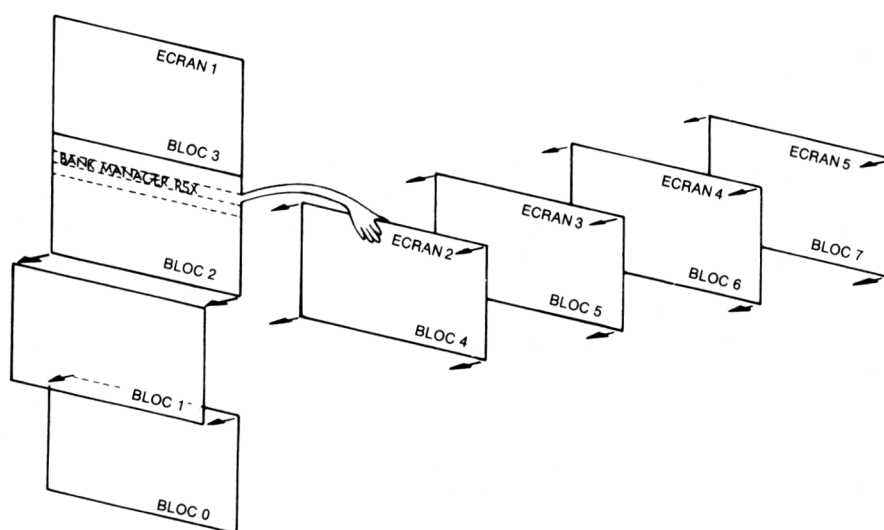 ECRAN 1
BLOC 3
BANK MANAGER RSX
BLOC 2
BLOC 1
BLOC 0
ECRAN 2
BLOC 4
ECRAN 3
BLOC 5
ECRAN 4
BLOC 6
ECRAN 5
BLOC 7